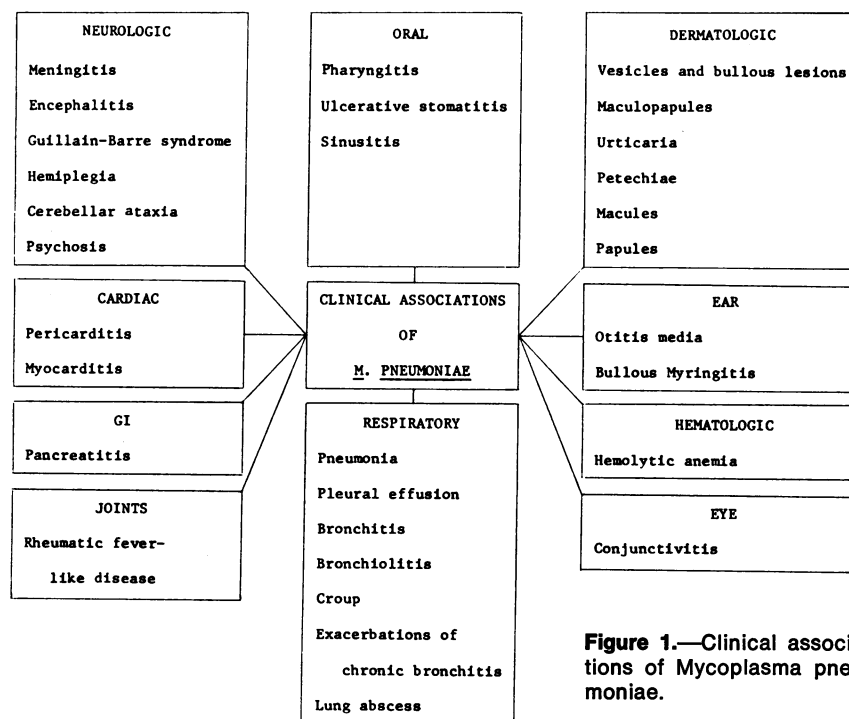 NEUROLOGIC
Meningitis
Encephalitis
Guillain-Barre syndrome
Hemiplegia
Cerebellar ataxia
Psychosis
ORAL
Pharyngitis
Ulcerative stomatitis
Sinusitis
DERMATOLOGIC
Vesicles and bullous lesions
Maculopapules
Urticaria
Petechiae
Macules
Papules
CARDIAC
Pericarditis
Myocarditis
CLINICAL ASSOCIATIONS
OF
M. PNEUMONIAE
EAR
Otitis media
Bullous Myringitis
GI
Pancreatitis
RESPIRATORY
Pneumonia
Pleural effusion
Bronchitis
Bronchiolitis
Croup
Exacerbations of
chronic bronchitis
Lung abscess
HEMATOLOGIC
Hemolytic anemia
JOINTS
Rheumatic fever-
like disease
EYE
Conjunctivitis
Figure 1.—Clinical associ
tions of Mycoplasma pne
moniae.